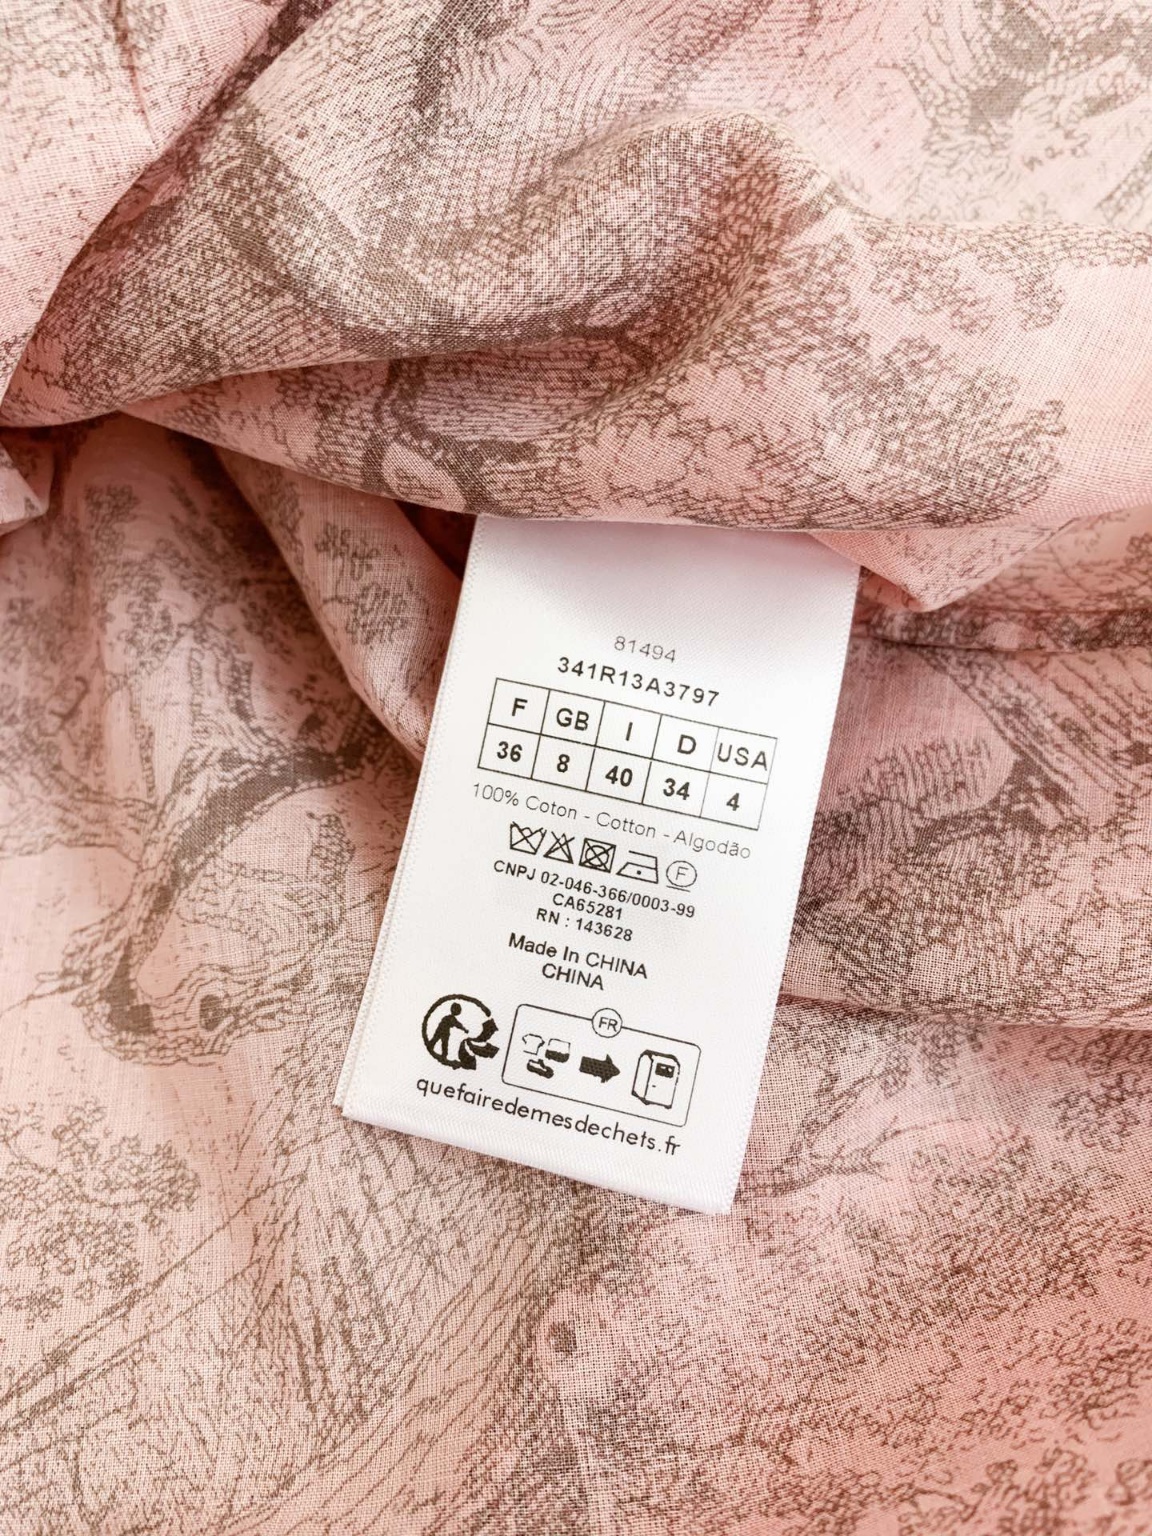 81494
341R13A3797
F GB I D USA
36 8 40 34 4
100% Coton - Cotton - Algodão
F
CNPJ 02-046-366/0003-99
CA65281
RN : 143628
Made In CHINA
CHINA
FR
quefairedemesdechets.fr